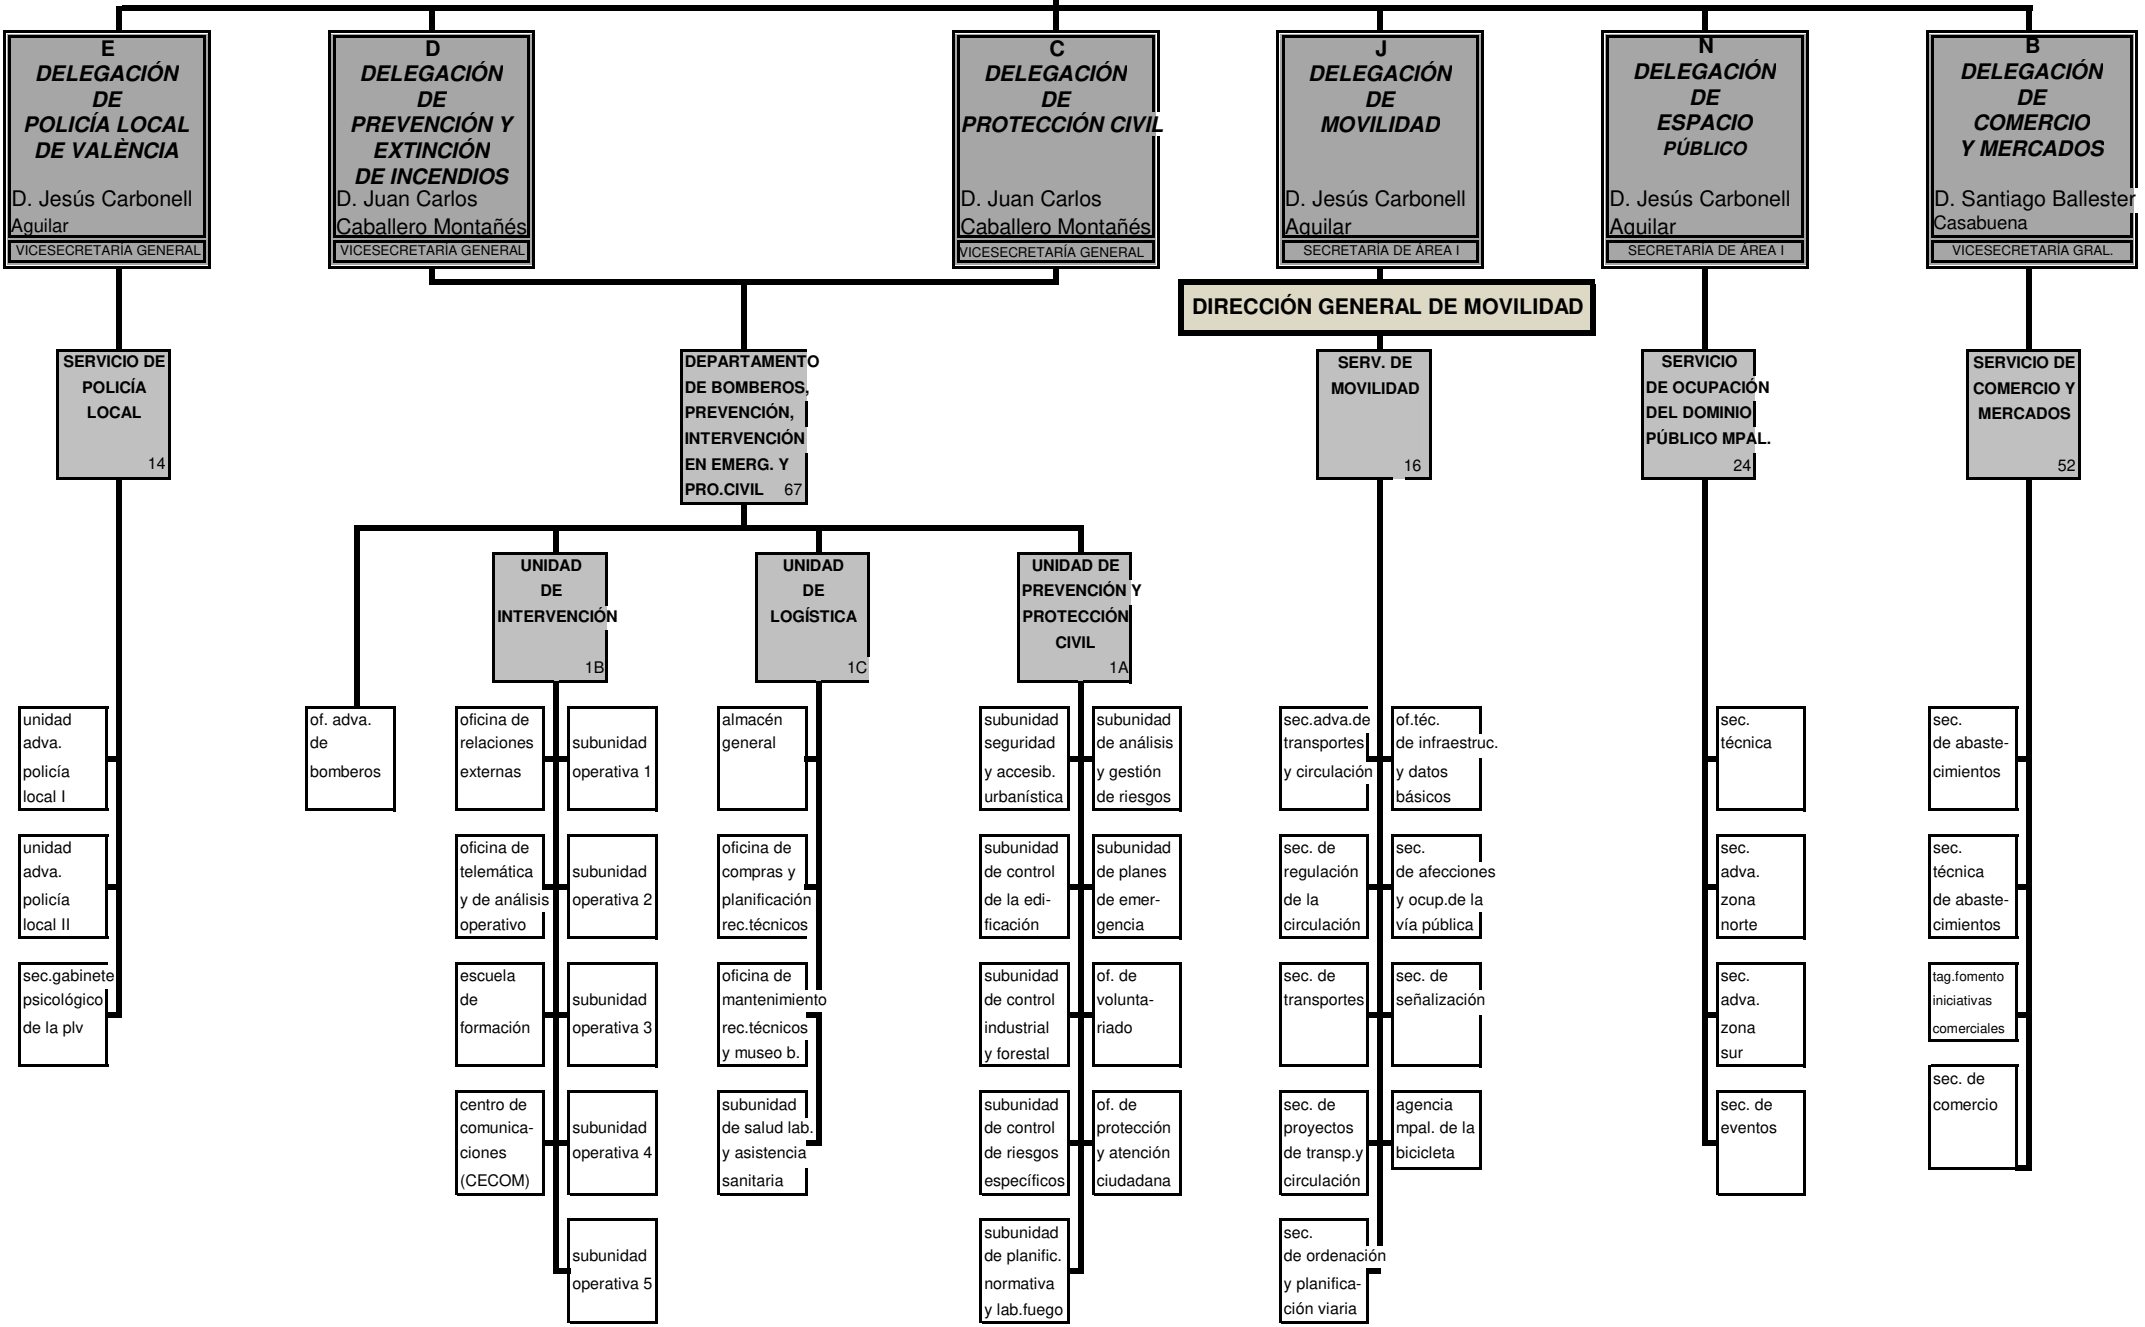 E
DELEGACIÓN
DE
POLICÍA LOCAL
DE VALÈNCIA
D. Jesús Carbonell
Aguilar
VICESECRETARÍA GENERAL
D
DELEGACIÓN
DE
PREVENCIÓN Y
EXTINCIÓN
DE INCENDIOS
D. Juan Carlos
Caballero Montañés
VICESECRETARÍA GENERAL
C
DELEGACIÓN
DE
PROTECCIÓN CIVIL
D. Juan Carlos
Caballero Montañés
VICESECRETARÍA GENERAL
J
DELEGACIÓN
DE
MOVILIDAD
D. Jesús Carbonell
Aguilar
SECRETARÍA DE ÁREA I
N
DELEGACIÓN
DE
ESPACIO
PÚBLICO
D. Jesús Carbonell
Aguilar
SECRETARÍA DE ÁREA I
B
DELEGACIÓN
DE
COMERCIO
Y MERCADOS
D. Santiago Ballester
Casabuena
VICESECRETARÍA GRAL.
DIRECCIÓN GENERAL DE MOVILIDAD
SERVICIO DE
POLICÍA
LOCAL
14
DEPARTAMENTO
DE BOMBEROS,
PREVENCIÓN,
INTERVENCIÓN
EN EMERG. Y
PRO.CIVIL 67
SERV. DE
MOVILIDAD
16
SERVICIO
DE OCUPACIÓN
DEL DOMINIO
PÚBLICO MPAL.
24
SERVICIO DE
COMERCIO Y
MERCADOS
52
UNIDAD
DE
INTERVENCIÓN
1B
UNIDAD
DE
LOGÍSTICA
1C
UNIDAD DE
PREVENCIÓN Y
PROTECCIÓN
CIVIL
1A
unidad
adva.
policía
local I
unidad
adva.
policía
local II
sec.gabinete
psicológico
de la plv
of. adva.
de
bomberos
oficina de
relaciones
externas
oficina de
telemática
y de análisis
operativo
escuela
de
formación
centro de
comunica-
ciones
(CECOM)
subunidad
operativa 1
subunidad
operativa 2
subunidad
operativa 3
subunidad
operativa 4
subunidad
operativa 5
almacén
general
oficina de
compras y
planificación
rec.técnicos
oficina de
mantenimiento
rec.técnicos
y museo b.
subunidad
de salud lab.
y asistencia
sanitaria
subunidad
seguridad
y accesib.
urbanística
subunidad
de control
de la edi-
ficación
subunidad
de control
industrial
y forestal
subunidad
de control
de riesgos
específicos
subunidad
de planific.
normativa
y lab.fuego
subunidad
de análisis
y gestión
de riesgos
subunidad
de planes
de emer-
gencia
of. de
volunta-
riado
of. de
protección
y atención
ciudadana
sec.adva.de
transportes
y circulación
sec. de
regulación
de la
circulación
sec. de
transportes
sec. de
proyectos
de transp.y
circulación
sec.
de ordenación
y planifica-
ción viaria
of.téc.
de infraestruc.
y datos
básicos
sec.
de afecciones
y ocup.de la
vía pública
sec. de
señalización
agencia
mpal. de la
bicicleta
sec.
técnica
sec.
adva.
zona
norte
sec.
adva.
zona
sur
sec. de
eventos
sec.
de abaste-
cimientos
sec.
técnica
de abaste-
cimientos
tag.fomento
iniciativas
comerciales
sec. de
comercio